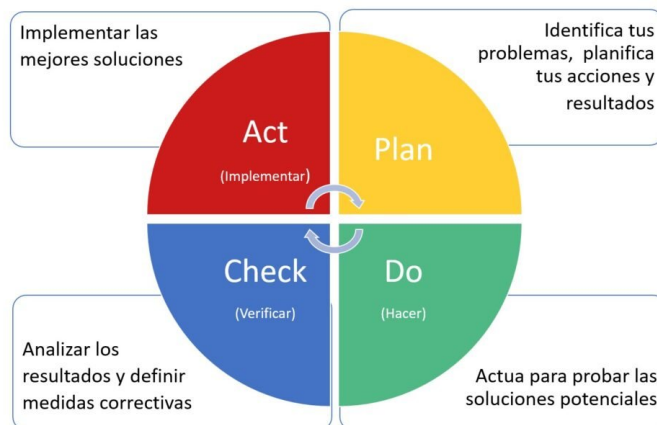 Implementar las
mejores soluciones
Identifica tus
problemas, planifica
tus acciones y
resultados
Act
(Implementar)
Plan
Check
(Verificar)
Do
(Hacer)
Analizar los
resultados y definir
medidas correctivas
Actua para probar las
soluciones potenciales